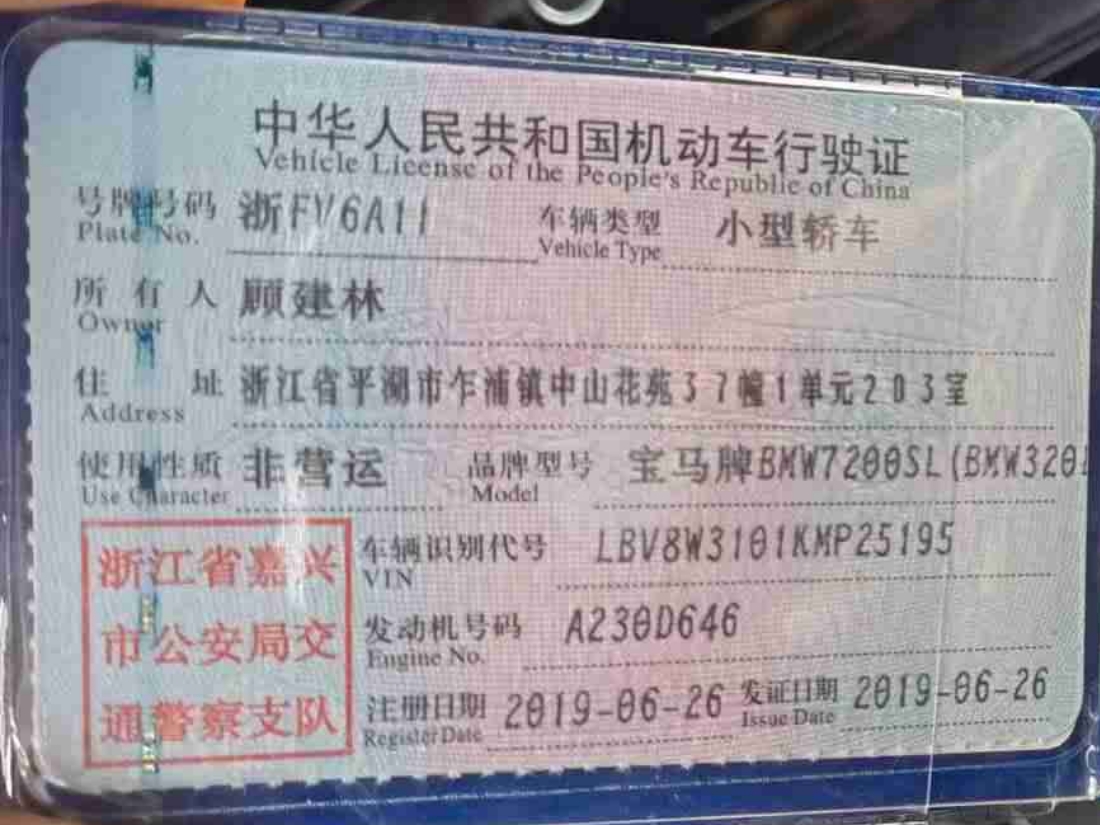 中华人民共和国机动车行驶证
Vehicle License of the People's Republic of China
号牌号码 浙FV6A11 车辆类型 小型轿车
Plate No. Vehicle Type
所有人 顾建林
Owner
住址 浙江省平湖市乍浦镇中山花苑37幢1单元203室
Address
使用性质 非营运 品牌型号 宝马牌BMW7200SL(BMW320
Use Character Model
浙江省嘉兴
市公安局交
通警察支队
车辆识别代号 LBV8W3101KMP25195
VIN
发动机号码 A230D646
Engine No.
注册日期 2019-06-26 发证日期 2019-06-26
Register Date Issue Date